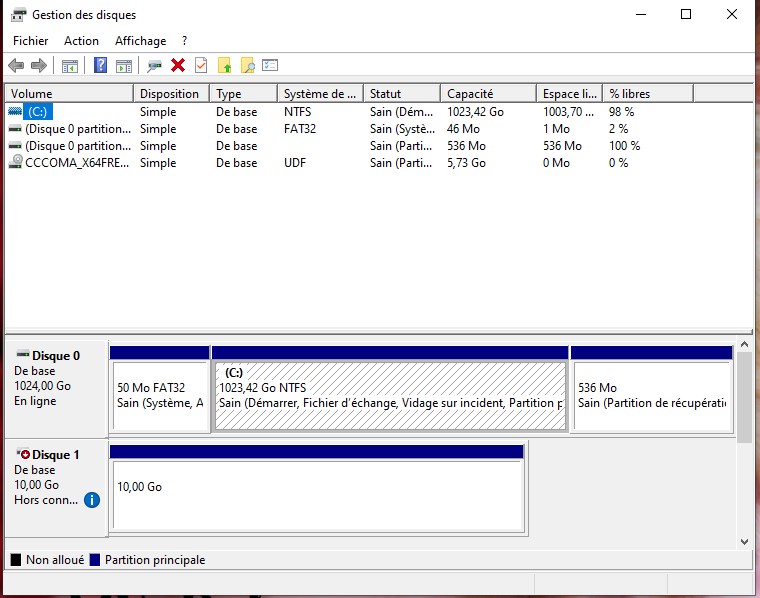 Gestion des disques
Fichier Action Affichage ?
Volume Disposition Type Système de ... Statut Capacité Espace li... % libres
(C:) Simple De base NTFS Sain (Dém... 1023,42 Go 1003,70 ... 98 %
(Disque 0 partition... Simple De base FAT32 Sain (Systè... 46 Mo 1 Mo 2 %
(Disque 0 partition... Simple De base Sain (Parti... 536 Mo 536 Mo 100 %
CCCOMA_X64FRE... Simple De base UDF Sain (Parti... 5,73 Go 0 Mo 0 %
Disque 0
De base
1024,00 Go
En ligne
50 Mo FAT32
Sain (Système, A
(C:)
1023,42 Go NTFS
Sain (Démarrer, Fichier d'échange, Vidage sur incident, Partition p
536 Mo
Sain (Partition de récupérati
Disque 1
De base
10,00 Go
Hors conn...
10,00 Go
Non alloué Partition principale